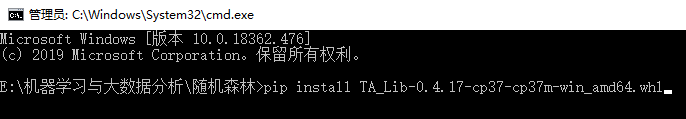 管理员: C:\Windows\System32\cmd.exe
Microsoft Windows [版本 10.0.18362.476]
(c) 2019 Microsoft Corporation。保留所有权利。
E:\机器学习与大数据分析\随机森林>pip install TA_Lib-0.4.17-cp37-cp37m-win_amd64.whl